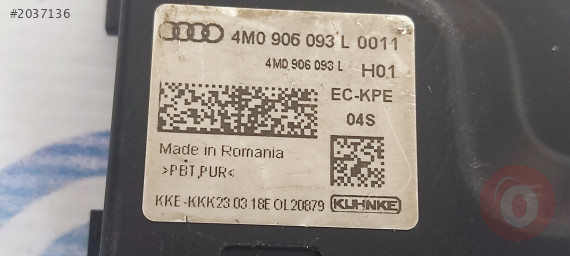 #2037136
4M0 906 093 L 0011
4M0 906 093 L H01
EC-KPE
04S
Made in Romania
>PBT,PUR<
KKE-KKK23.03.18E OL20879 KUHNKE